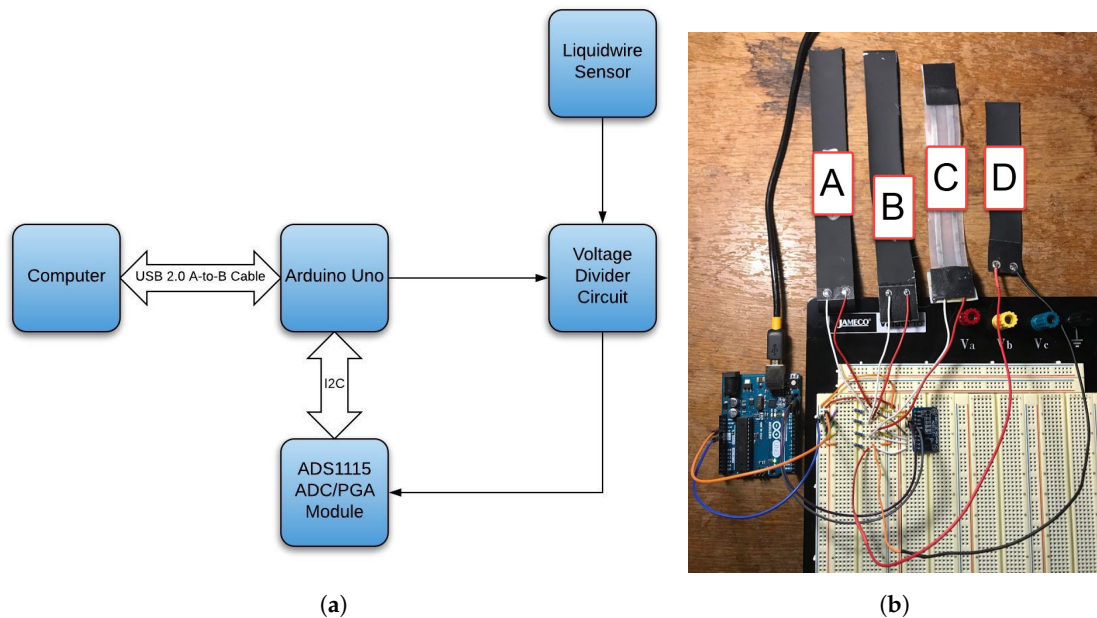 Liquidwire
Sensor
Computer
USB 2.0 A-to-B Cable
Arduino Uno
Voltage
Divider
Circuit
I2C
ADS1115
ADC/PGA
Module
(a)
A
B
C
D
JAMECO
Va
Vb
Vc
(b)